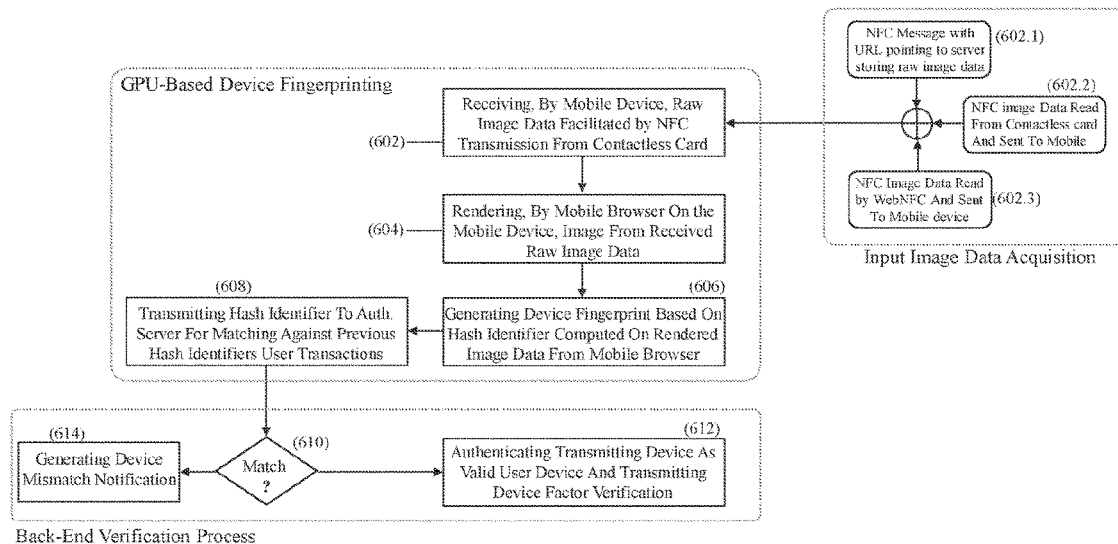 NFC Message with
URL pointing to server
storing raw image data
(602.1)
(602.2)
NFC image Data Read
From Contactless card
And Sent To Mobile
NFC Image Data Read
by WebNFC And Sent
To Mobile device
(602.3)
Input Image Data Acquisition
GPU-Based Device Fingerprinting
Receiving, By Mobile Device, Raw
Image Data Facilitated by NFC
Transmission From Contactless Card
(602)
Rendering, By Mobile Browser On the
Mobile Device, Image From Received
Raw Image Data
(604)
(606)
Generating Device Fingerprint Based On
Hash Identifier Computed On Rendered
Image Data From Mobile Browser
(608)
Transmitting Hash Identifier To Auth.
Server For Matching Against Previous
Hash Identifiers User Transactions
(610)
Match
?
(614)
Generating Device
Mismatch Notification
(612)
Authenticating Transmitting Device As
Valid User Device And Transmitting
Device Factor Verification
Back-End Verification Process